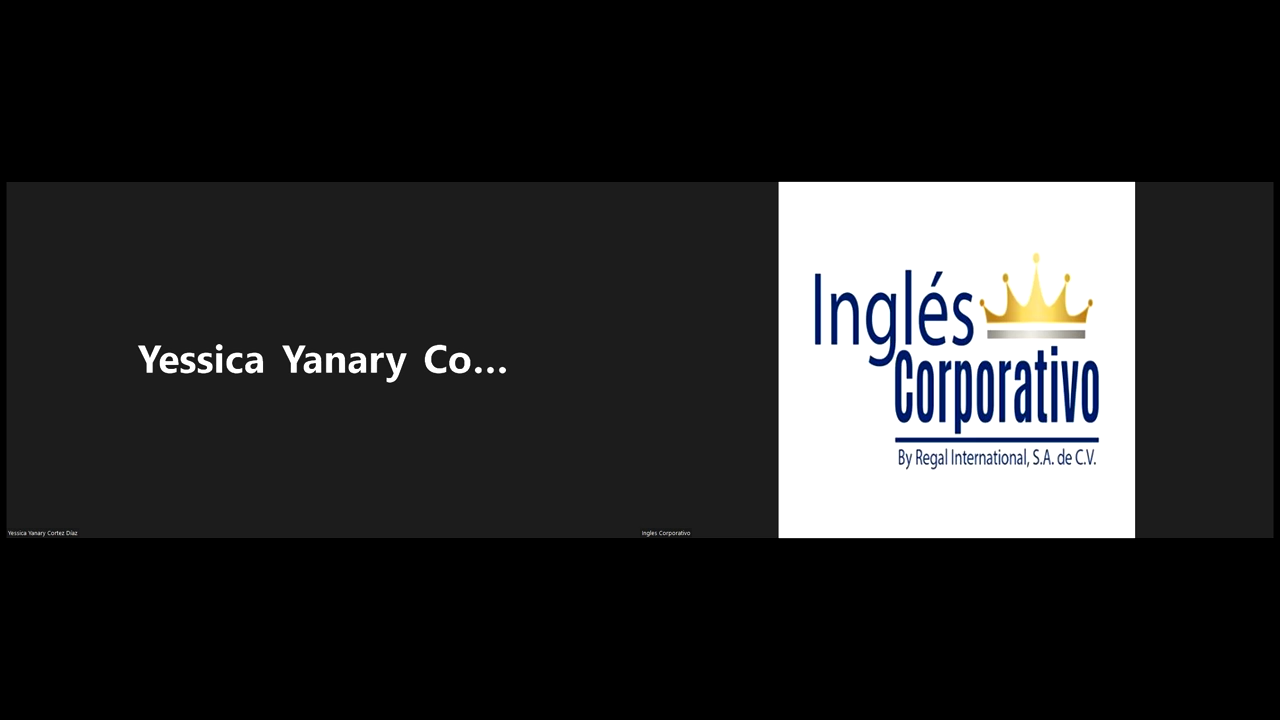 Yessica Yanary Co...
Inglés
Corporativo
By Regal International, S.A. de C.V.
Yessica Yanary Cortez Díaz
Ingles Corporativo